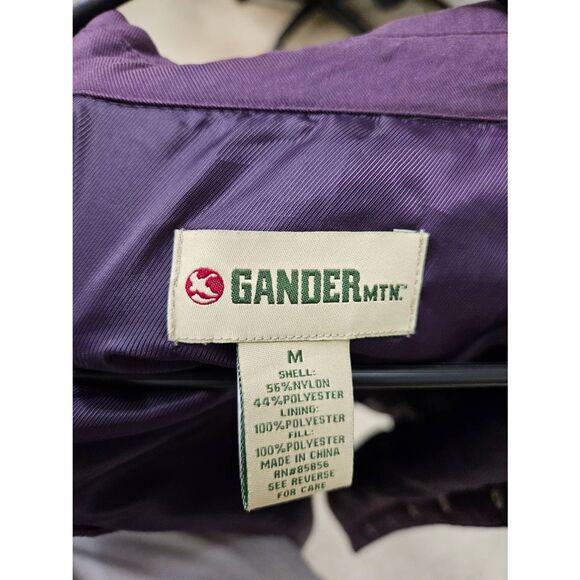 GANDER MTN.™
M
SHELL:
56%NYLON
44%POLYESTER
LINING:
100%POLYESTER
FILL:
100%POLYESTER
MADE IN CHINA
RN#85856
SEE REVERSE
FOR CARE